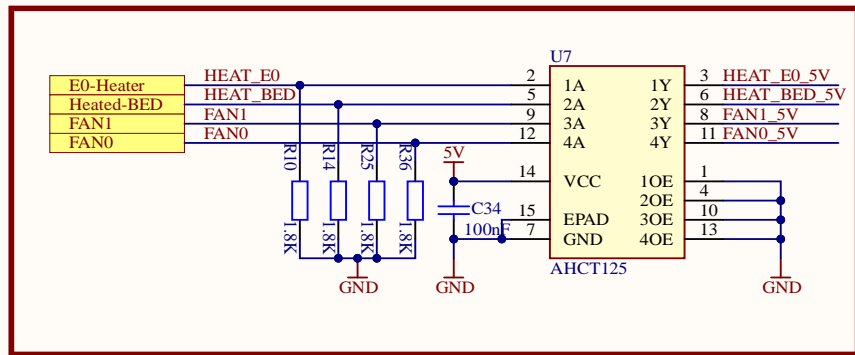 U7
E0-Heater HEAT_E0 2 1A 1Y 3 HEAT_E0_5V
Heated-BED HEAT_BED 5 2A 2Y 6 HEAT_BED_5V
FAN1 FAN1 9 3A 3Y 8 FAN1_5V
FAN0 FAN0 12 4A 4Y 11 FAN0_5V
R10 R14 R25 R36
5V
14 VCC 1OE 1
2OE 4
C34
15 EPAD 3OE 10
1.8K 1.8K 1.8K 1.8K
100nF
7 GND 4OE 13
AHCT125
GND GND GND